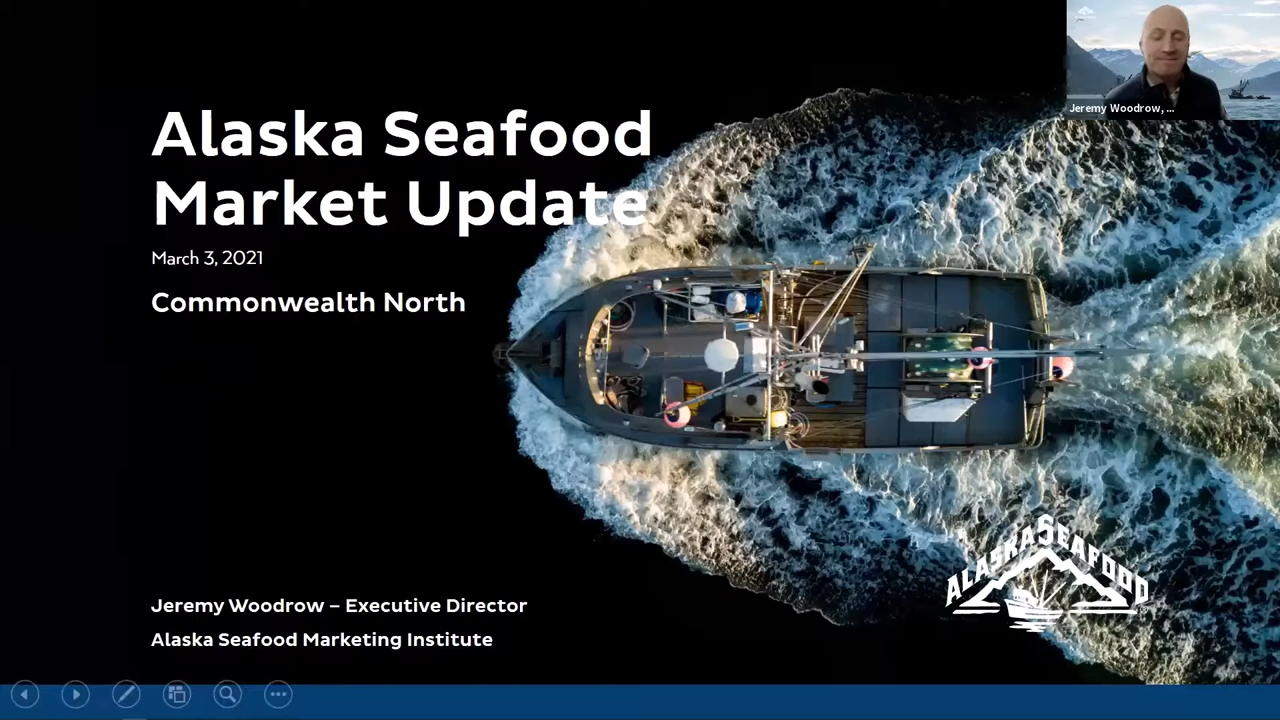 Alaska Seafood
Market Update
March 3, 2021
Commonwealth North
Jeremy Woodrow, ...
ALASKA SEAFOOD
Jeremy Woodrow – Executive Director
Alaska Seafood Marketing Institute